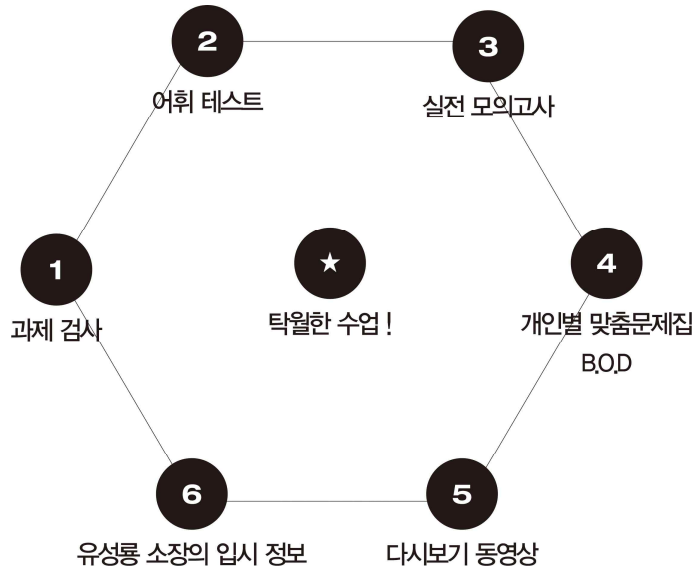 2
어휘 테스트
3
실전 모의고사
1
과제 검사
★
탁월한 수업 !
4
개인별 맞춤문제집
B.O.D
6
유성룡 소장의 입시 정보
5
다시보기 동영상